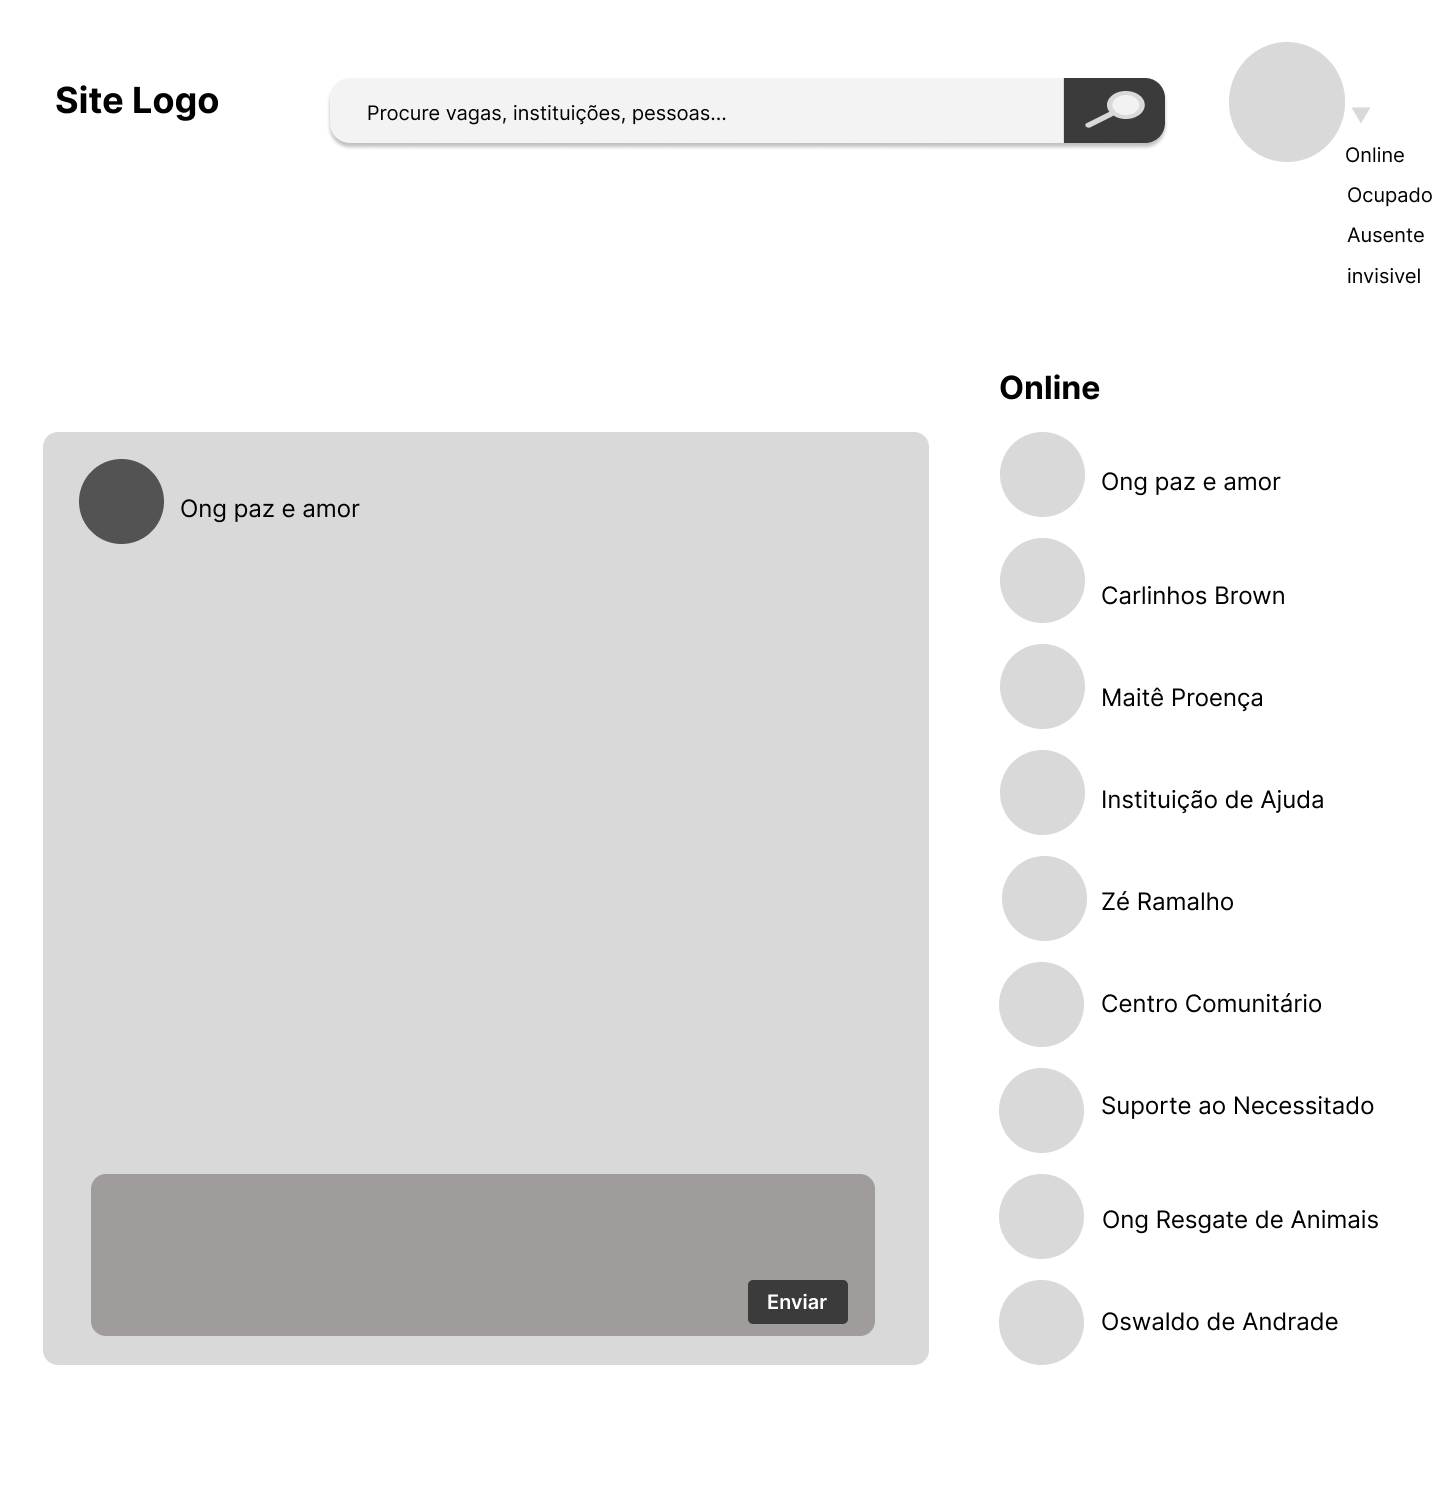 Site Logo
Procure vagas, instituições, pessoas...
Online
Ocupado
Ausente
invisivel
Ong paz e amor
Enviar
Online
Ong paz e amor
Carlinhos Brown
Maitê Proença
Instituição de Ajuda
Zé Ramalho
Centro Comunitário
Suporte ao Necessitado
Ong Resgate de Animais
Oswaldo de Andrade